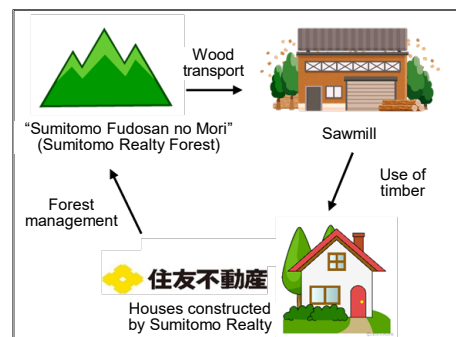 Wood
transport
“Sumitomo Fudosan no Mori”
(Sumitomo Realty Forest)
Sawmill
Forest
management
Use of
timber
住友不動産
Houses constructed
by Sumitomo Realty